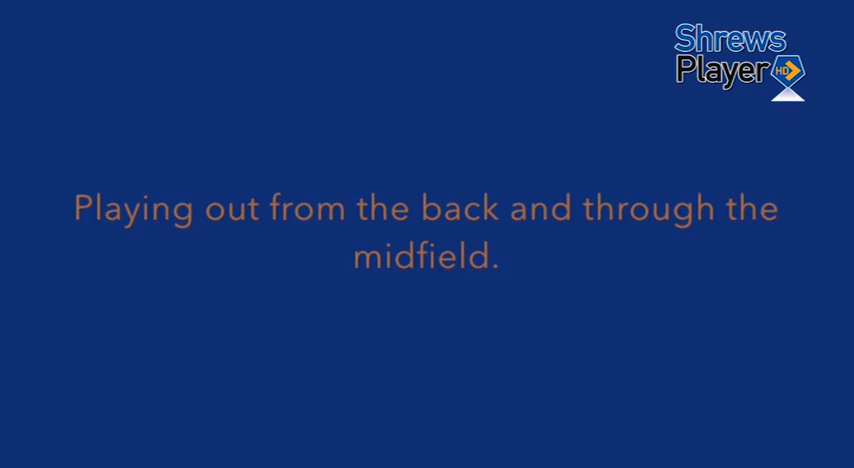 Shrews
Player
HD
Playing out from the back and through the
midfield.